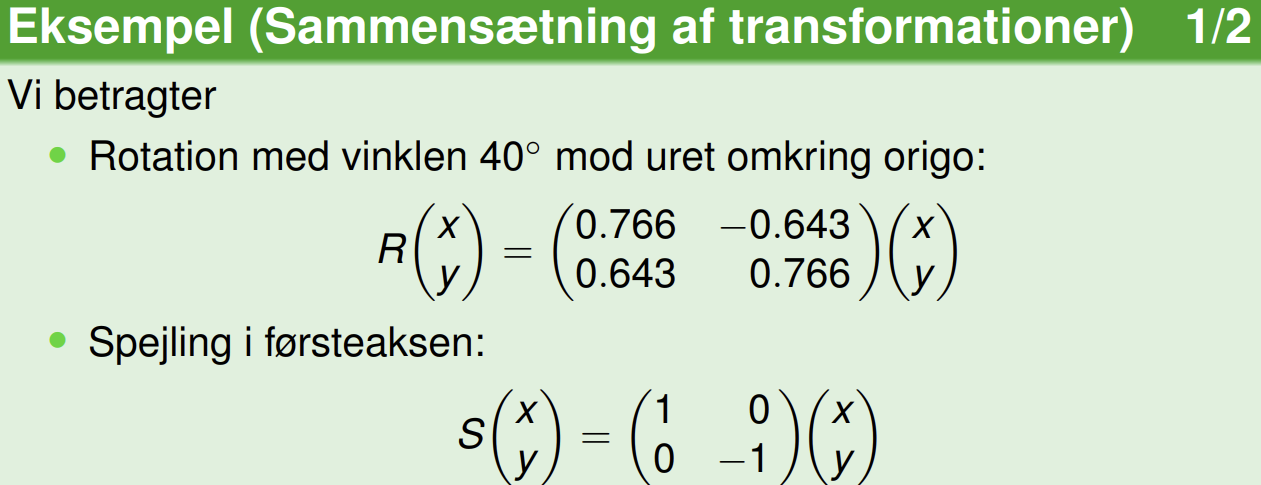 Eksempel (Sammensætning af transformationer) 1/2
Vi betragter
• Rotation med vinklen 40° mod uret omkring origo:
R(x y) = (0.766 −0.643 0.643 0.766)(x y)
• Spejling i førsteaksen:
S(x y) = (1 0 0 −1)(x y)